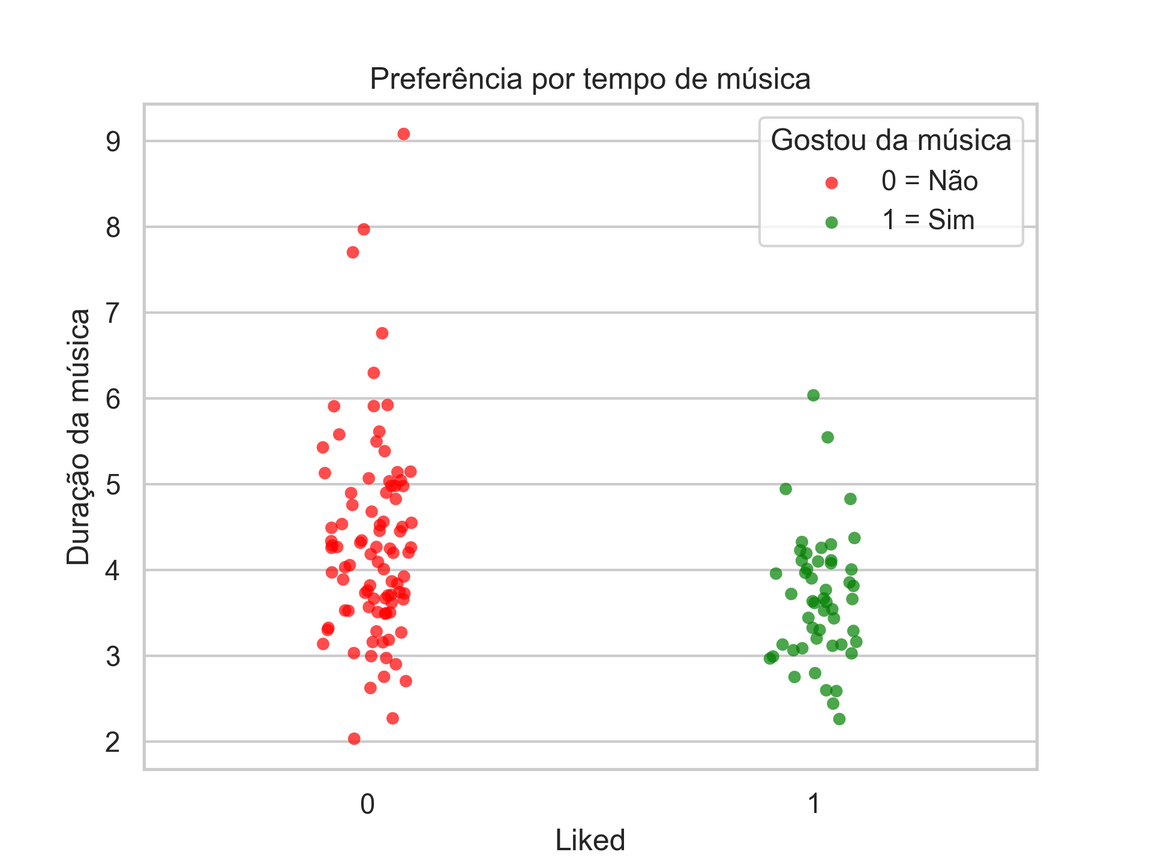 Preferência por tempo de música
Gostou da música
0 = Não
1 = Sim
Duração da música
9
8
7
6
5
4
3
2
0
1
Liked